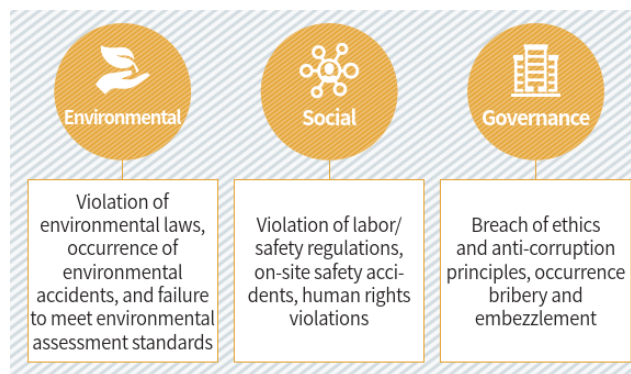 Environmental
Violation of
environmental laws,
occurrence of
environmental
accidents, and failure
to meet environmental
assessment standards
Social
Violation of labor/
safety regulations,
on-site safety acci-
dents, human rights
violations
Governance
Breach of ethics
and anti-corruption
principles, occurrence
bribery and
embezzlement